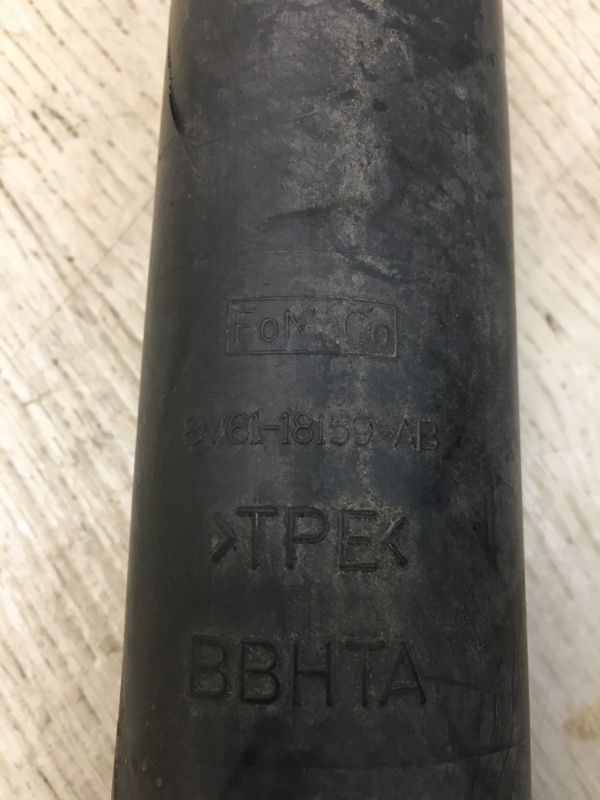 FoMoCo
8V61-18159-AB
>TPE<
BBHTA